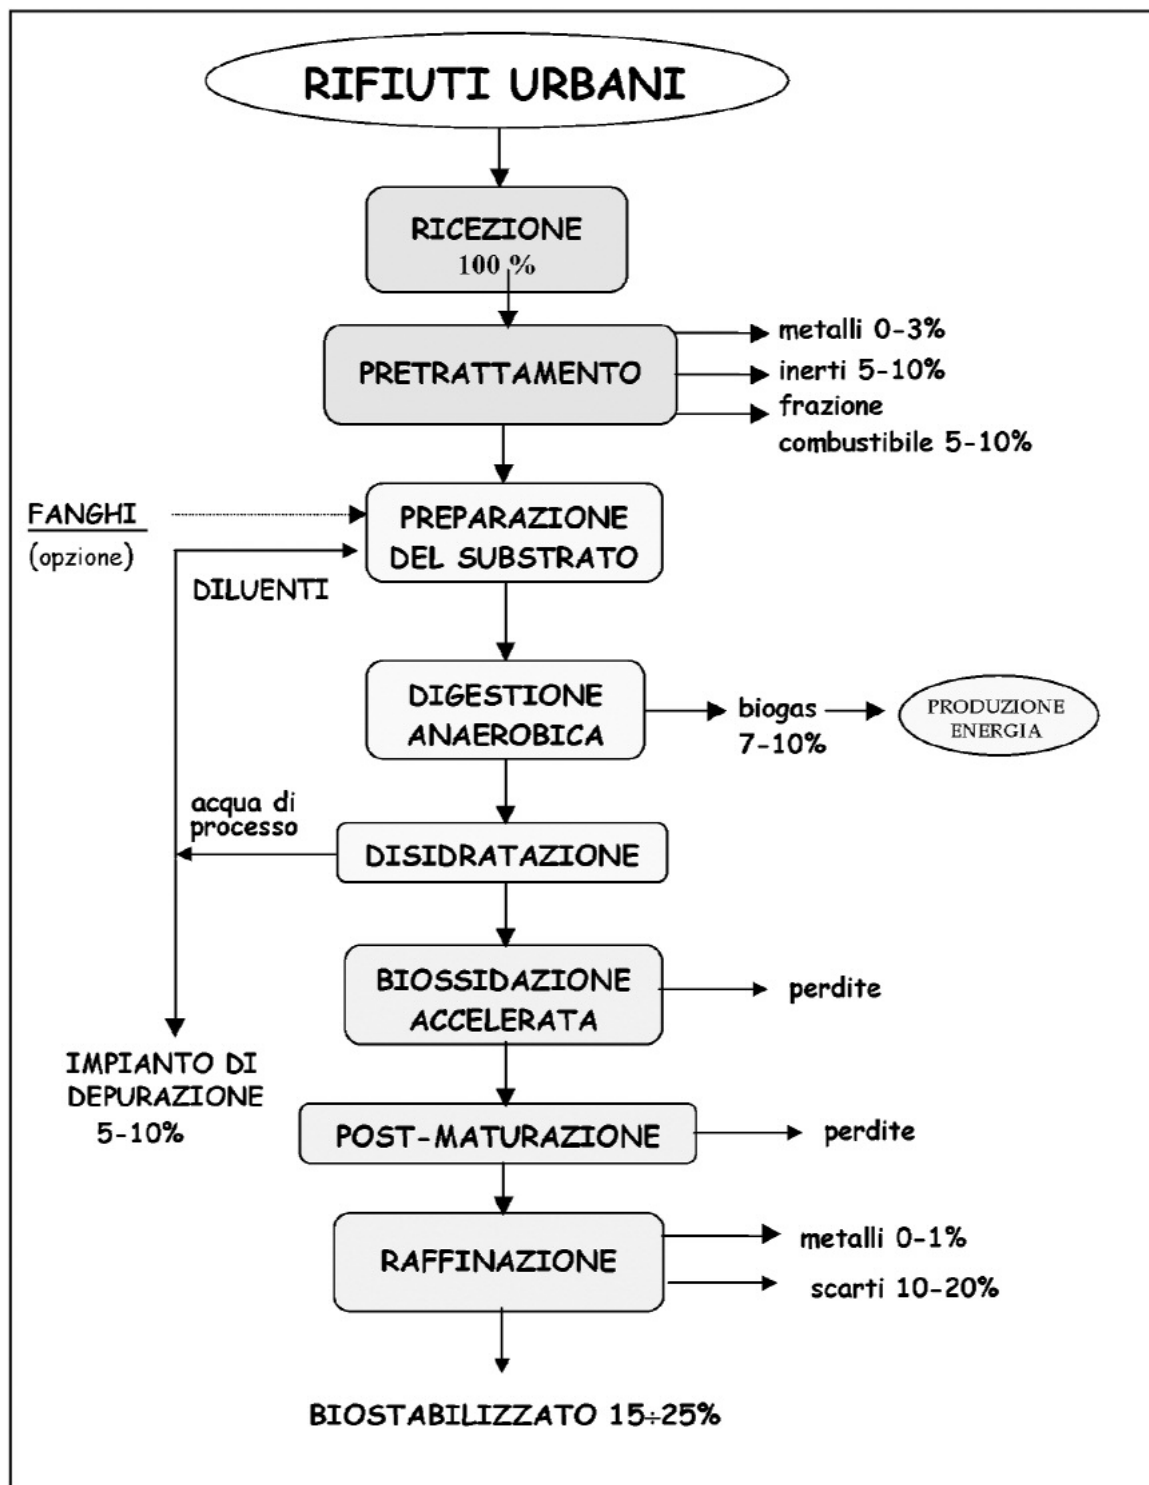 RIFIUTI URBANI
RICEZIONE
100 %
PRETRATTAMENTO
metalli 0-3%
inerti 5-10%
frazione
combustibile 5-10%
FANGHI
(opzione)
PREPARAZIONE
DEL SUBSTRATO
DILUENTI
DIGESTIONE
ANAEROBICA
biogas
7-10%
PRODUZIONE
ENERGIA
acqua di
processo
DISIDRATAZIONE
BIOSSIDAZIONE
ACCELERATA
perdite
IMPIANTO DI
DEPURAZIONE
5-10%
POST-MATURAZIONE
perdite
RAFFINAZIONE
metalli 0-1%
scarti 10-20%
BIOSTABILIZZATO 15÷25%